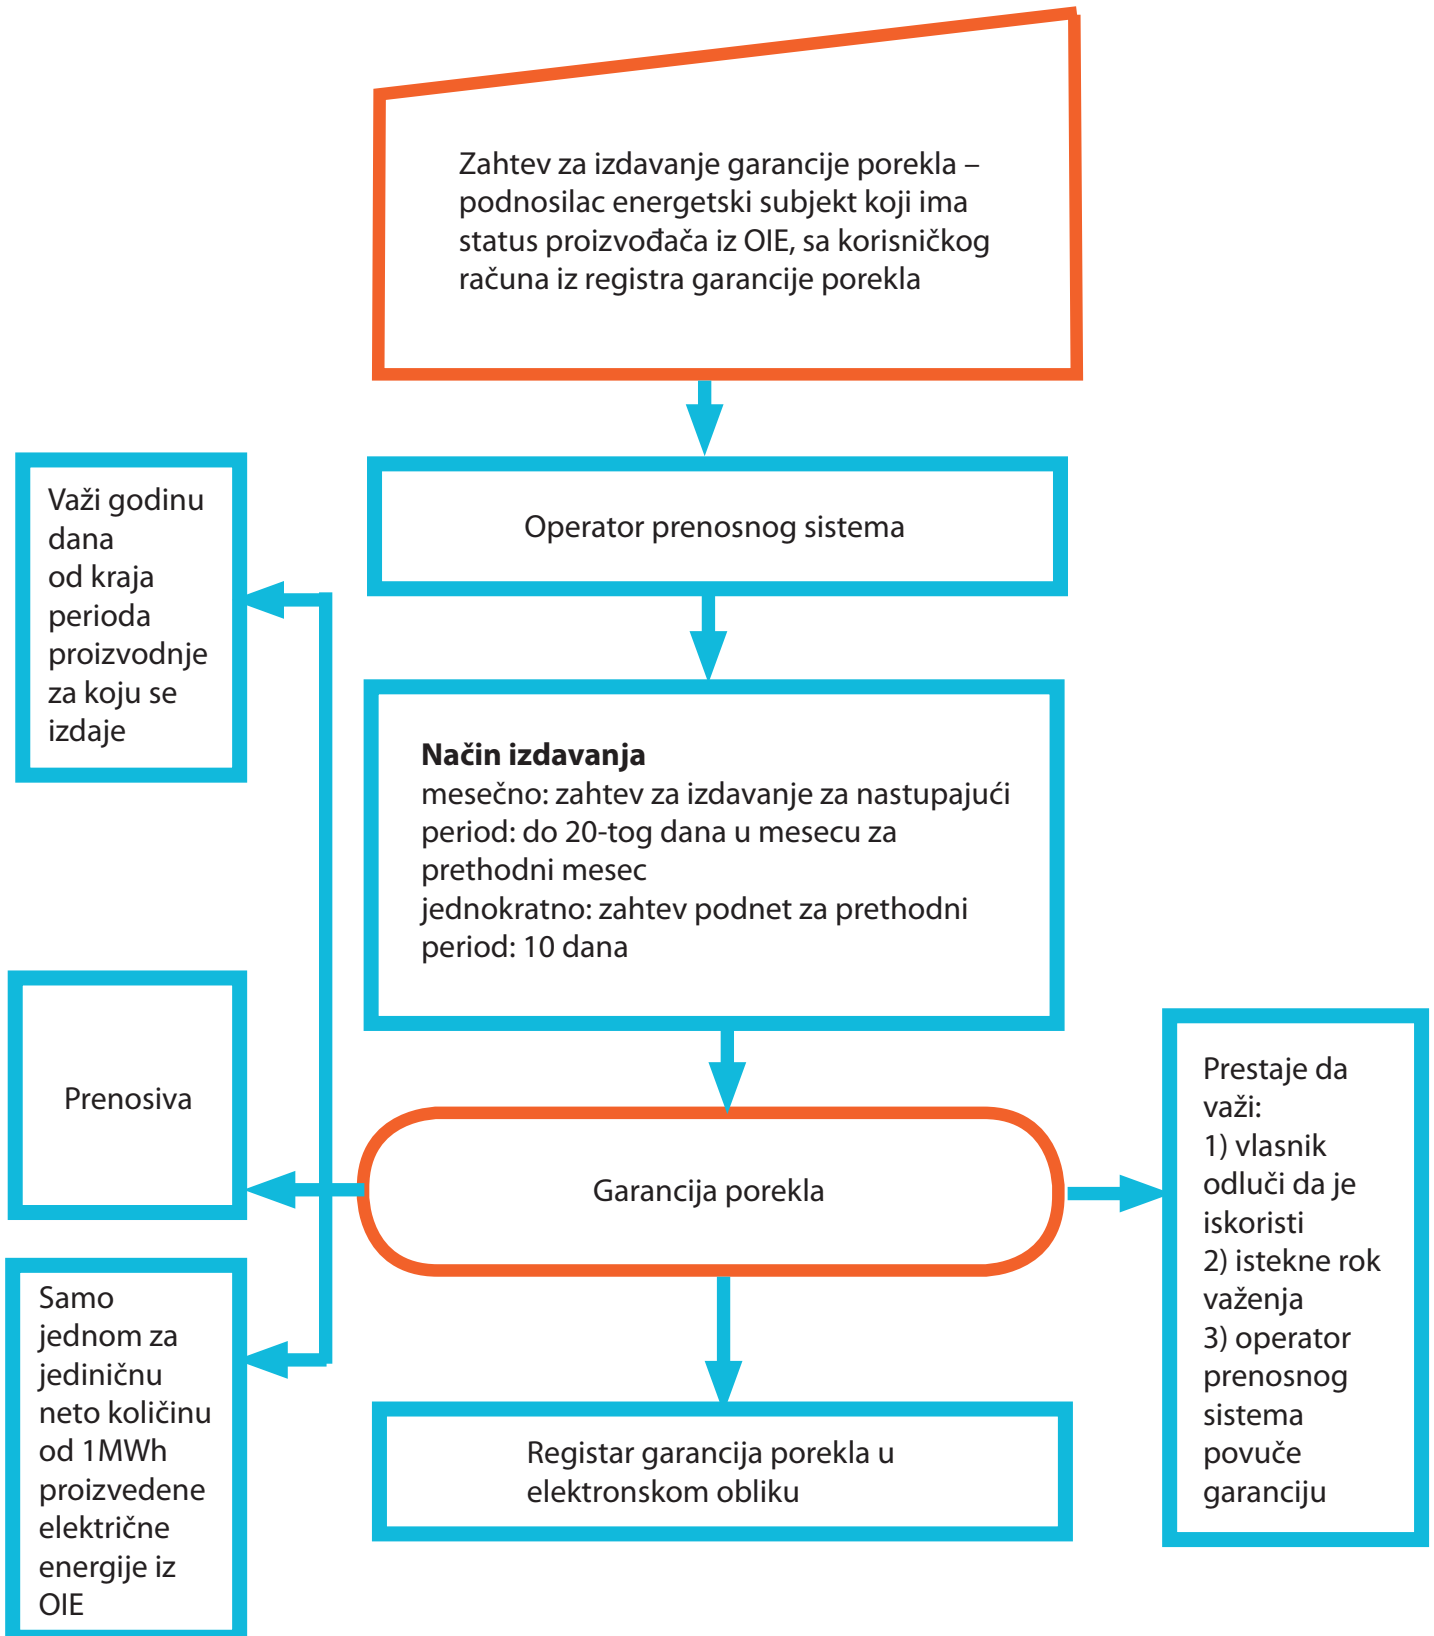 Zahtev za izdavanje garancije porekla –
podnosilac energetski subjekt koji ima
status proizvođača iz OIE, sa korisničkog
računa iz registra garancije porekla
Operator prenosnog sistema
Važi godinu
dana
od kraja
perioda
proizvodnje
za koju se
izdaje
Način izdavanja
mesečno: zahtev za izdavanje za nastupajući
period: do 20-tog dana u mesecu za
prethodni mesec
jednokratno: zahtev podnet za prethodni
period: 10 dana
Prenosiva
Garancija porekla
Prestaje da
važi:
1) vlasnik
odluči da je
iskoristi
2) istekne rok
važenja
3) operator
prenosnog
sistema
povuče
garanciju
Samo
jednom za
jediničnu
neto količinu
od 1MWh
proizvedene
električne
energije iz
OIE
Registar garancija porekla u
elektronskom obliku